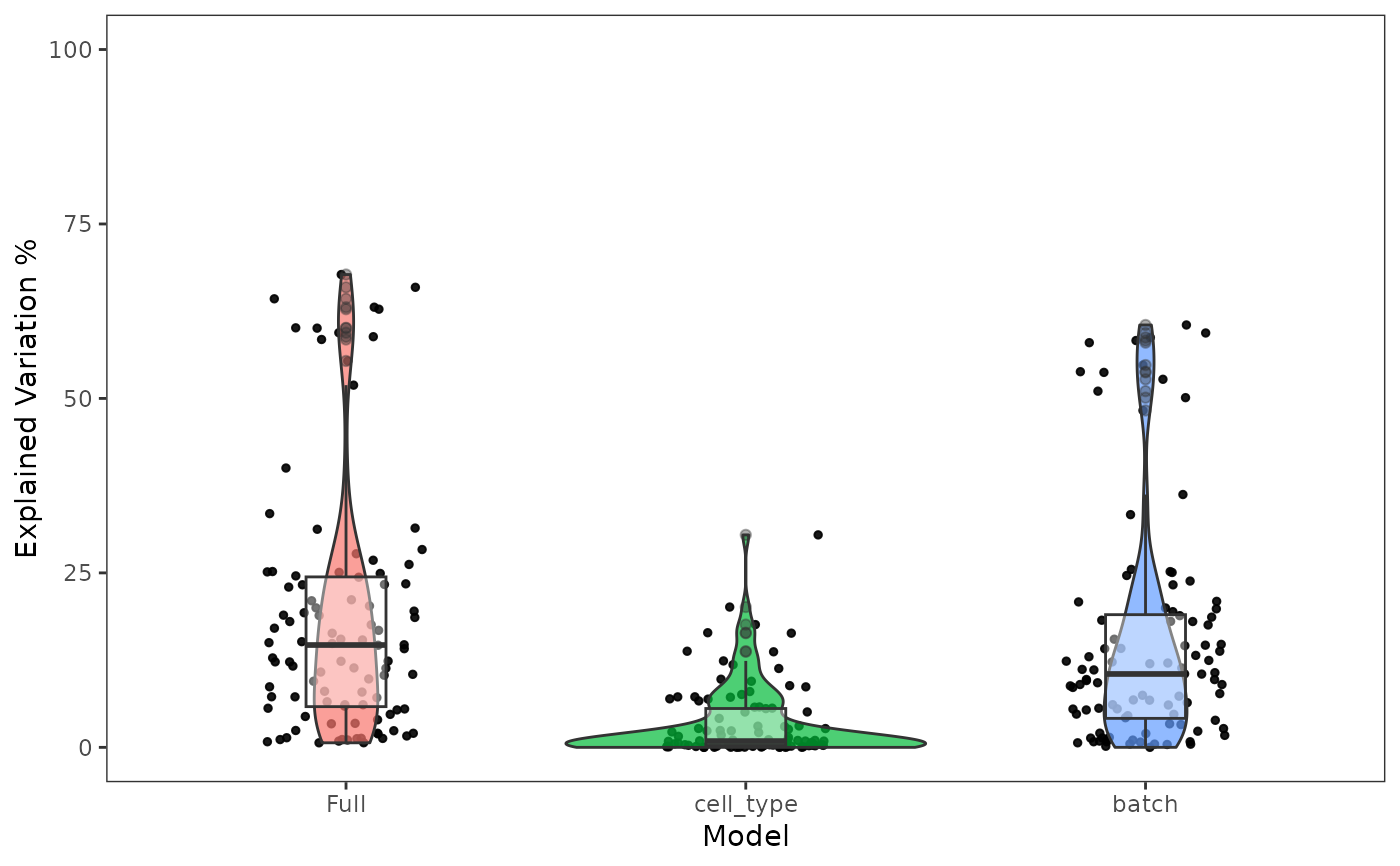 100
75
50
25
0
Explained Variation %
Full
cell_type
batch
Model